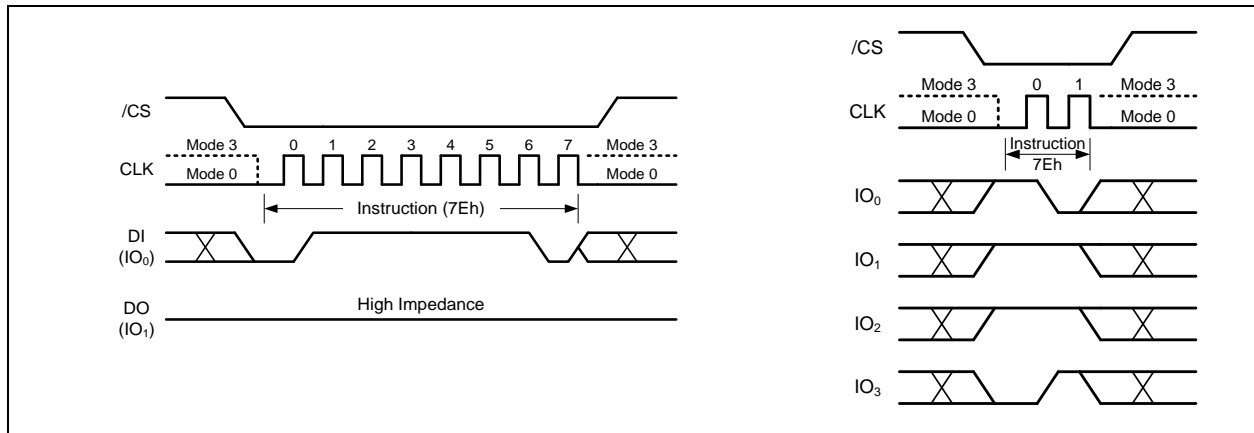 /CS
Mode 3
0 1 2 3 4 5 6 7
Mode 3
CLK
Mode 0
Mode 0
Instruction (7Eh)
DI
(IO₀)
High Impedance
DO
(IO₁)
/CS
Mode 3
0 1
Mode 3
CLK
Mode 0
Mode 0
Instruction
7Eh
IO₀
IO₁
IO₂
IO₃